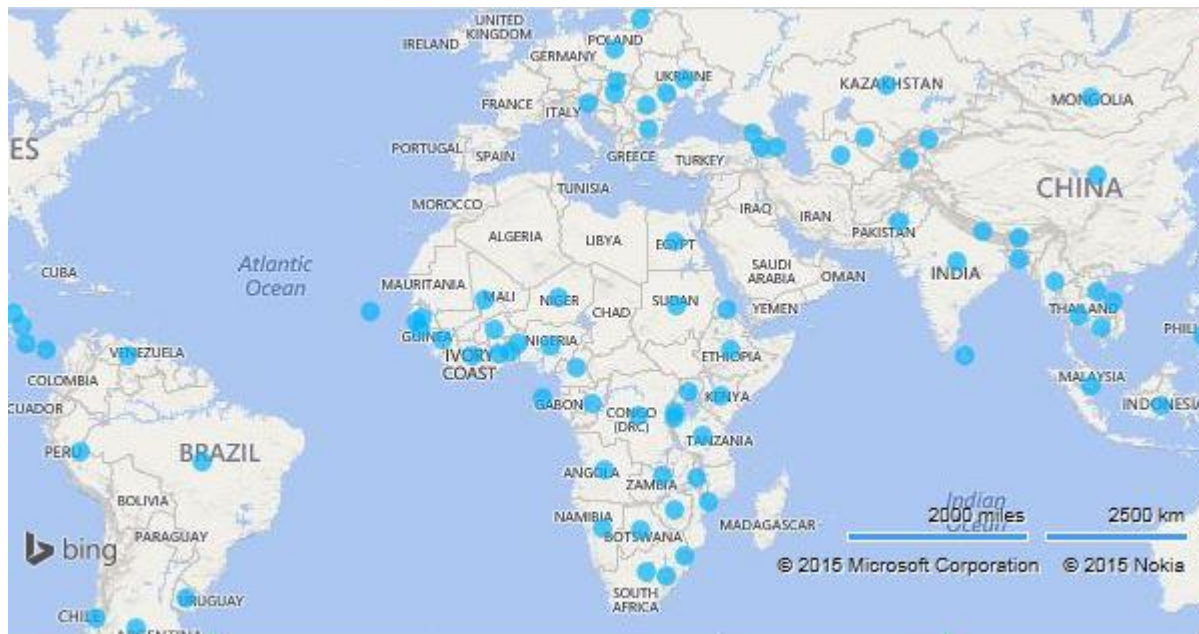 UNITED
KINGDOM
IRELAND
POLAND
GERMANY
UKRAINE
KAZAKHSTAN
MONGOLIA
FRANCE
ITALY
ES
PORTUGAL
SPAIN
GREECE
TURKEY
CHINA
TUNISIA
MOROCCO
IRAQ
IRAN
PAKISTAN
ALGERIA
LIBYA
EGYPT
Atlantic
Ocean
CUBA
SAUDI
ARABIA
OMAN
INDIA
MAURITANIA
MALI
NIGER
CHAD
SUDAN
YEMEN
THAILAND
PHILI
GUINEA
NIGERIA
IVORY
COAST
ETHIOPIA
VENEZUELA
COLOMBIA
MALAYSIA
CUADOR
GABON
CONGO
(DRC)
KENYA
INDONESIA
PERU
BRAZIL
TANZANIA
ANGOLA
ZAMBIA
BOLIVIA
NAMIBIA
BOTSWANA
MADAGASCAR
Indian
Ocean
2000 miles
2500 km
PARAGUAY
bing
© 2015 Microsoft Corporation © 2015 Nokia
SOUTH
AFRICA
URUGUAY
CHILE
ARGENTINA